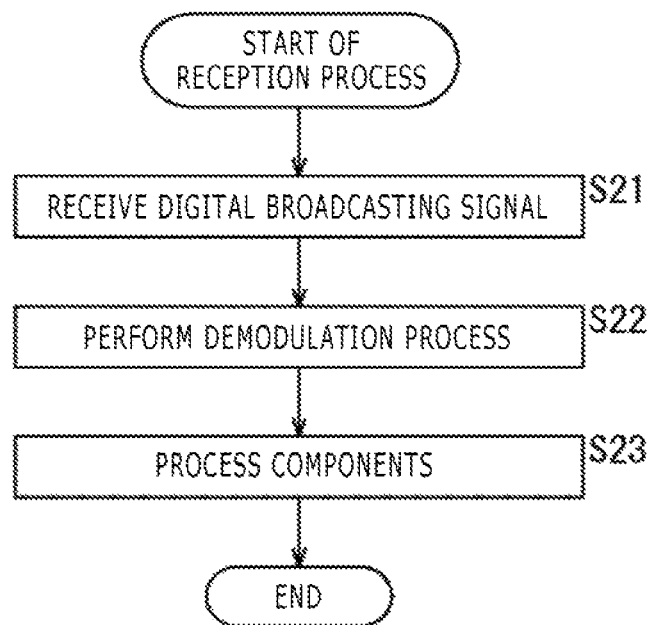 START OF
RECEPTION PROCESS
RECEIVE DIGITAL BROADCASTING SIGNAL
S21
PERFORM DEMODULATION PROCESS
S22
PROCESS COMPONENTS
S23
END